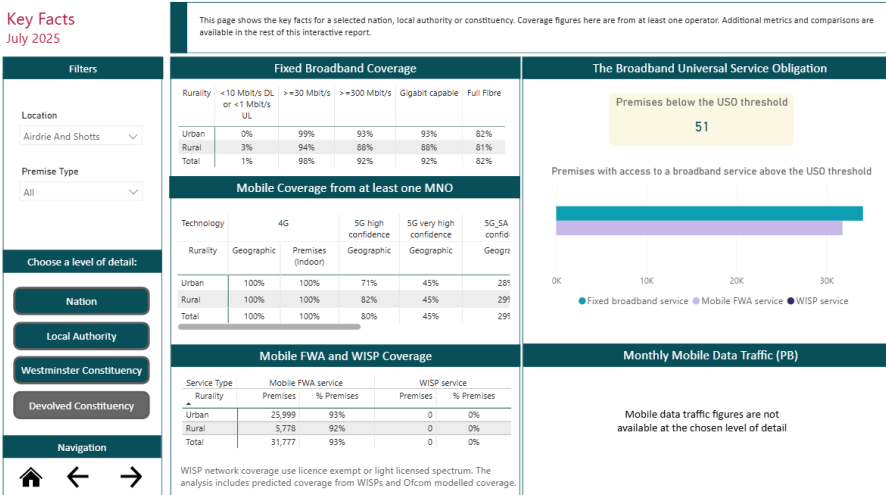 Key Facts
July 2025
This page shows the key facts for a selected nation, local authority or constituency. Coverage figures here are from at least one operator. Additional metrics and comparisons are
available in the rest of this interactive report.
Filters
Location
Airdrie And Shotts
Premise Type
All
Choose a level of detail:
Nation
Local Authority
Westminster Constituency
Devolved Constituency
Navigation
Fixed Broadband Coverage
Rurality <10 Mbit/s DL >=30 Mbit/s >=300 Mbit/s Gigabit capable Full Fibre
or <1 Mbit/s
UL
Urban 0% 99% 93% 93% 82%
Rural 3% 94% 88% 88% 81%
Total 1% 98% 92% 92% 82%
Mobile Coverage from at least one MNO
Technology 4G 5G high 5G very high 5G_SA
confidence confidence confid
Rurality Geographic Premises Geographic Geographic Geogra
(Indoor)
Urban 100% 100% 71% 45% 28%
Rural 100% 100% 82% 45% 29%
Total 100% 100% 80% 45% 29%
Mobile FWA and WISP Coverage
Service Type Mobile FWA service WISP service
Rurality Premises % Premises Premises % Premises
Urban 25,999 93% 0 0%
Rural 5,778 92% 0 0%
Total 31,777 93% 0 0%
WISP network coverage use licence exempt or light licensed spectrum. The
analysis includes predicted coverage from WISPs and Ofcom modelled coverage.
The Broadband Universal Service Obligation
Premises below the USO threshold
51
Premises with access to a broadband service above the USO threshold
0K 10K 20K 30K
Fixed broadband service Mobile FWA service WISP service
Monthly Mobile Data Traffic (PB)
Mobile data traffic figures are not
available at the chosen level of detail